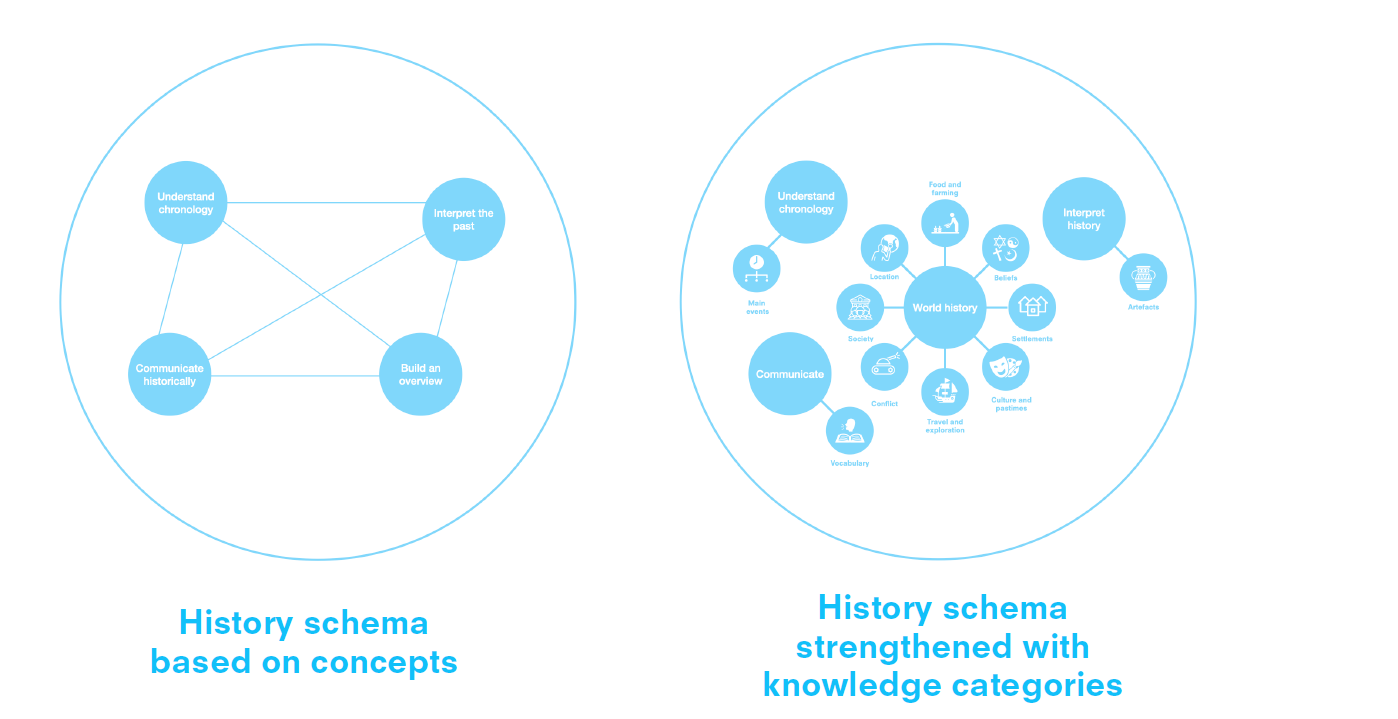 Understand
chronology
Interpret the
past
Communicate
historically
Build an
overview
History schema
based on concepts
Understand
chronology
Main
events
Communicate
Vocabulary
Food and
farming
Location
Beliefs
Society
World history
Settlements
Conflict
Culture and
pastimes
Travel and
exploration
Interpret
history
Artefacts
History schema
strengthened with
knowledge categories